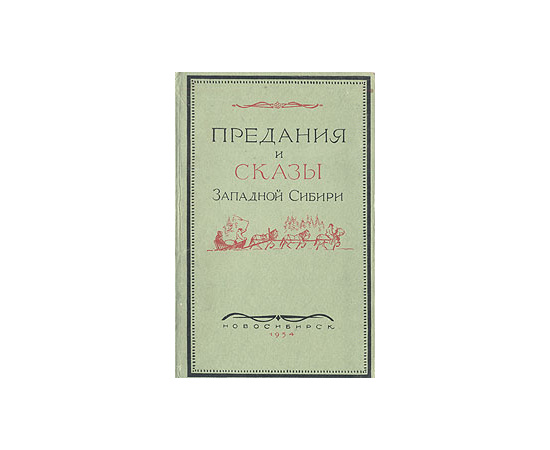 ПРЕДАНИЯ
и
СКАЗЫ
ЗАПАДНОЙ СИБИРИ
НОВОСИБИРСК
1954